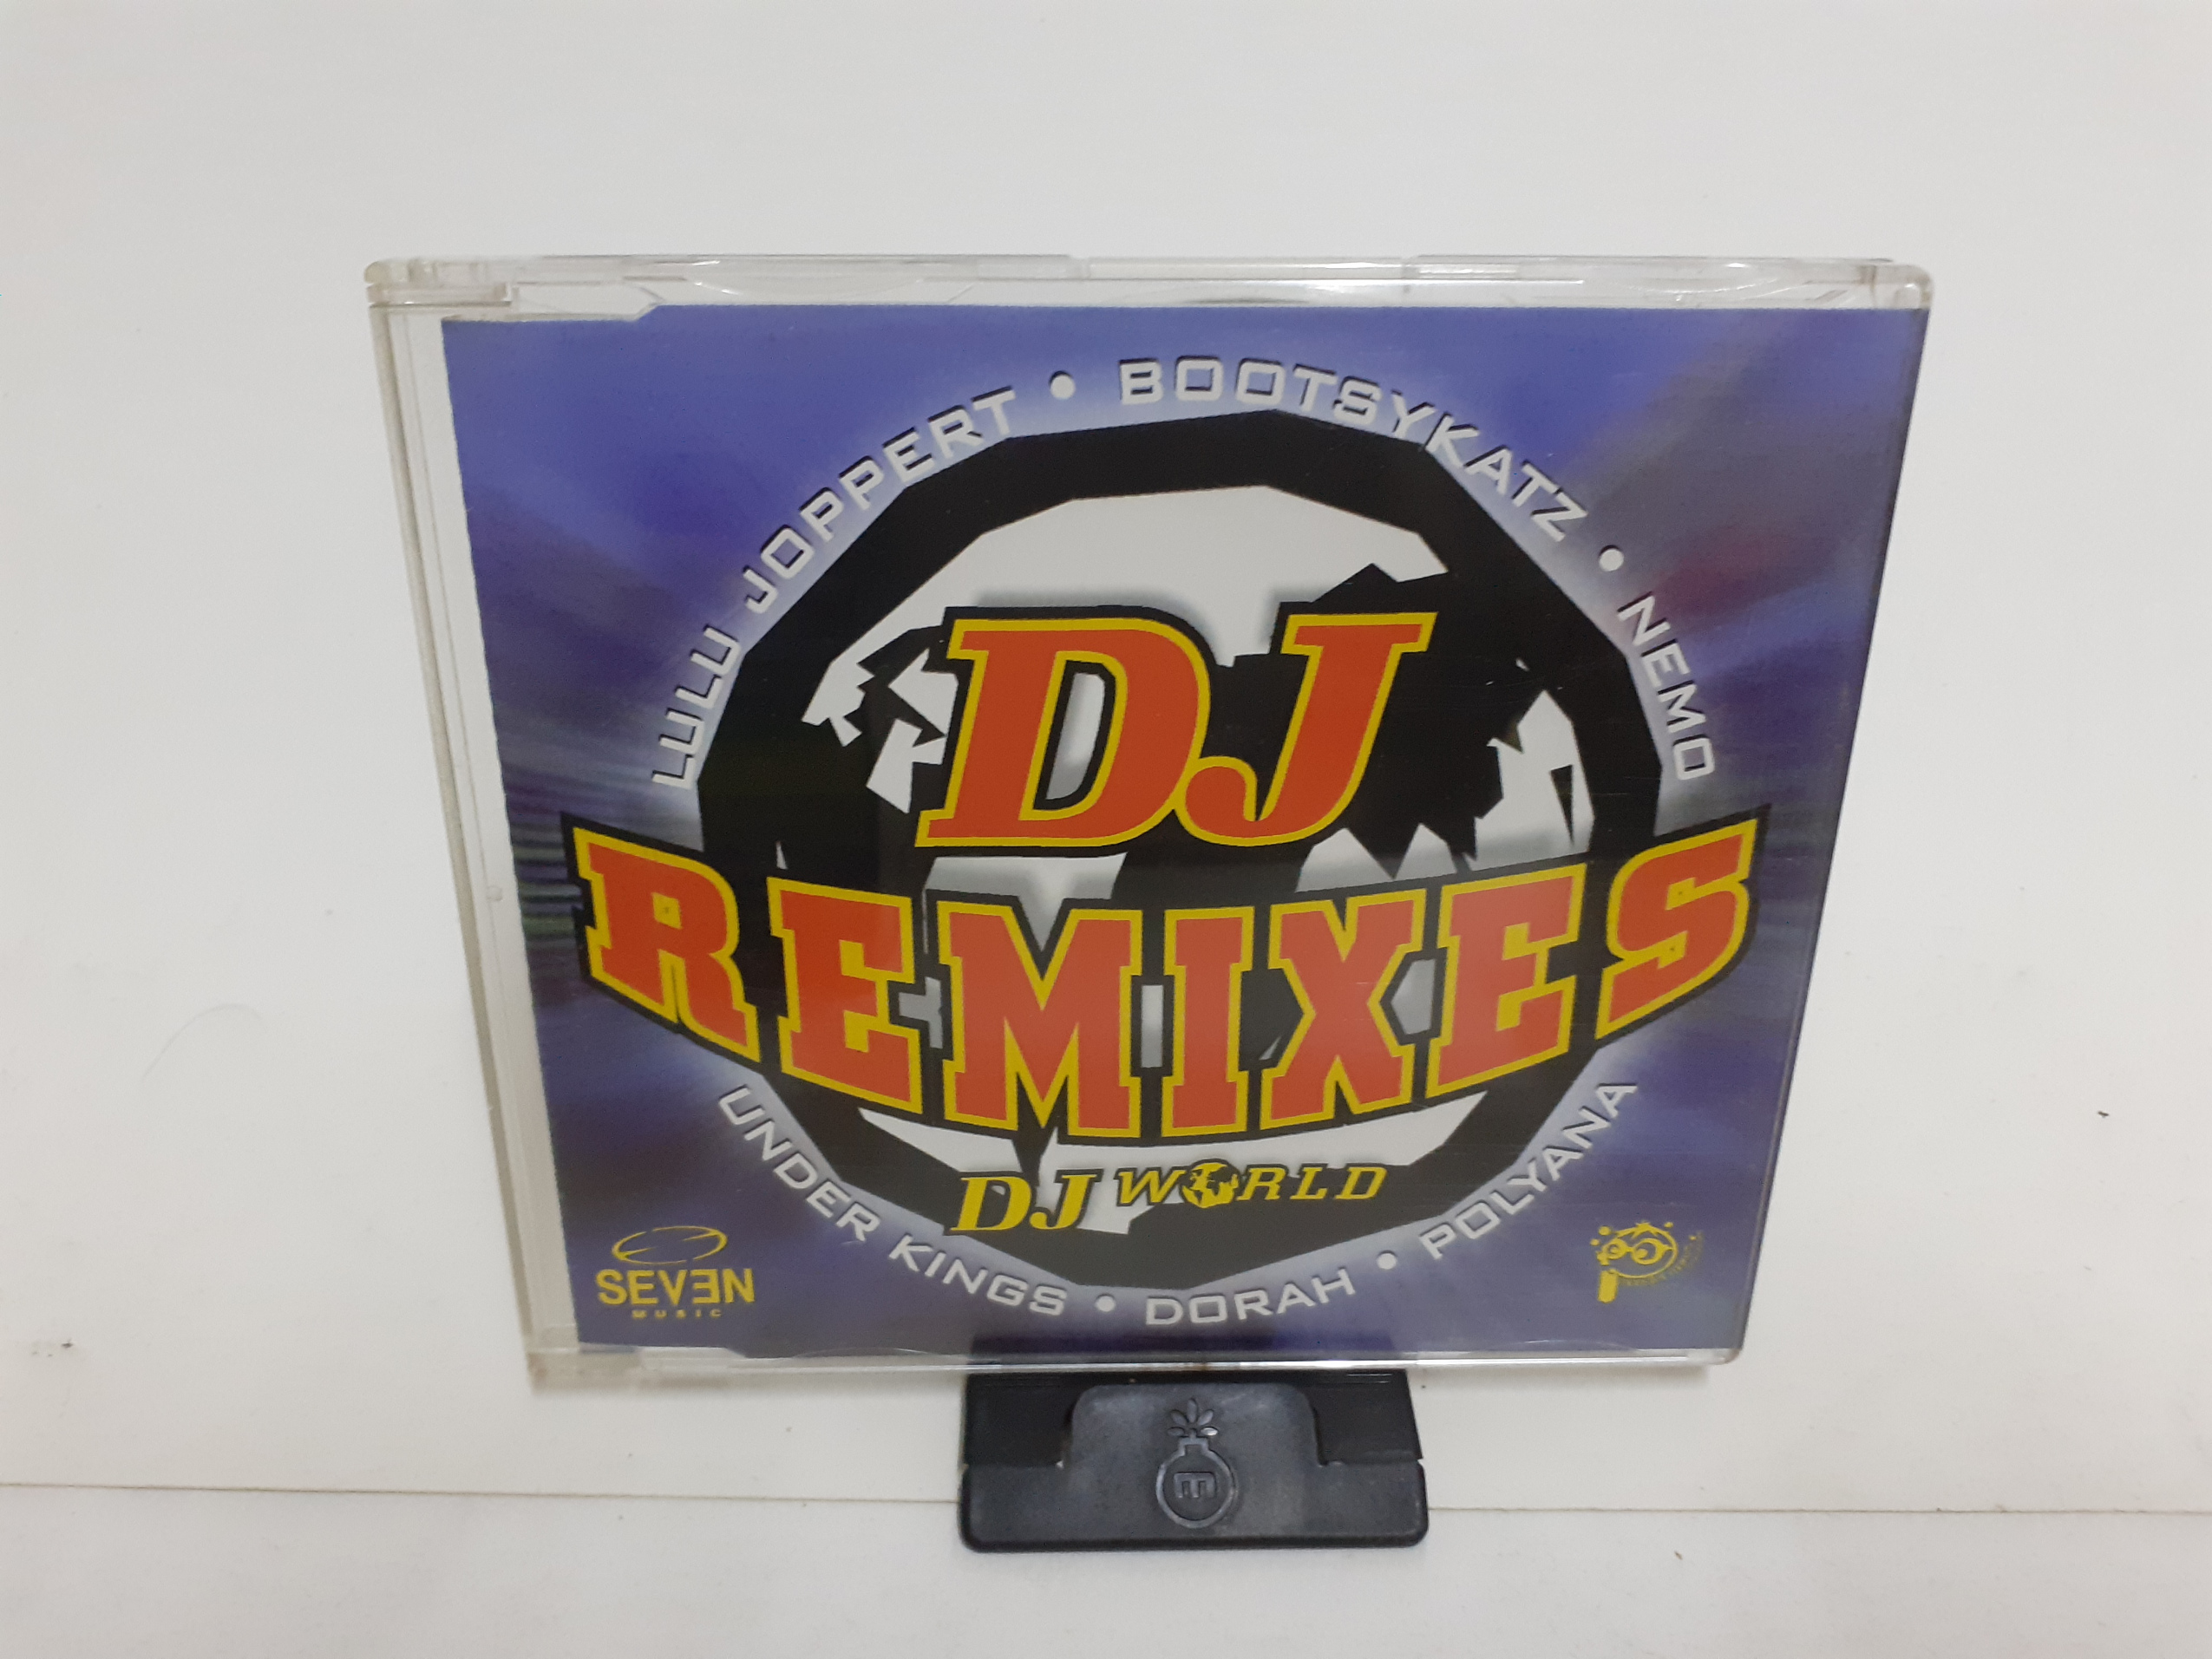 LULU JOPPERT • BOOTSYKATZ • NEMO
DJ
REMIXES
DJ WORLD
UNDER KINGS • DORAH • POLYANA
SEVEN
MUSIC